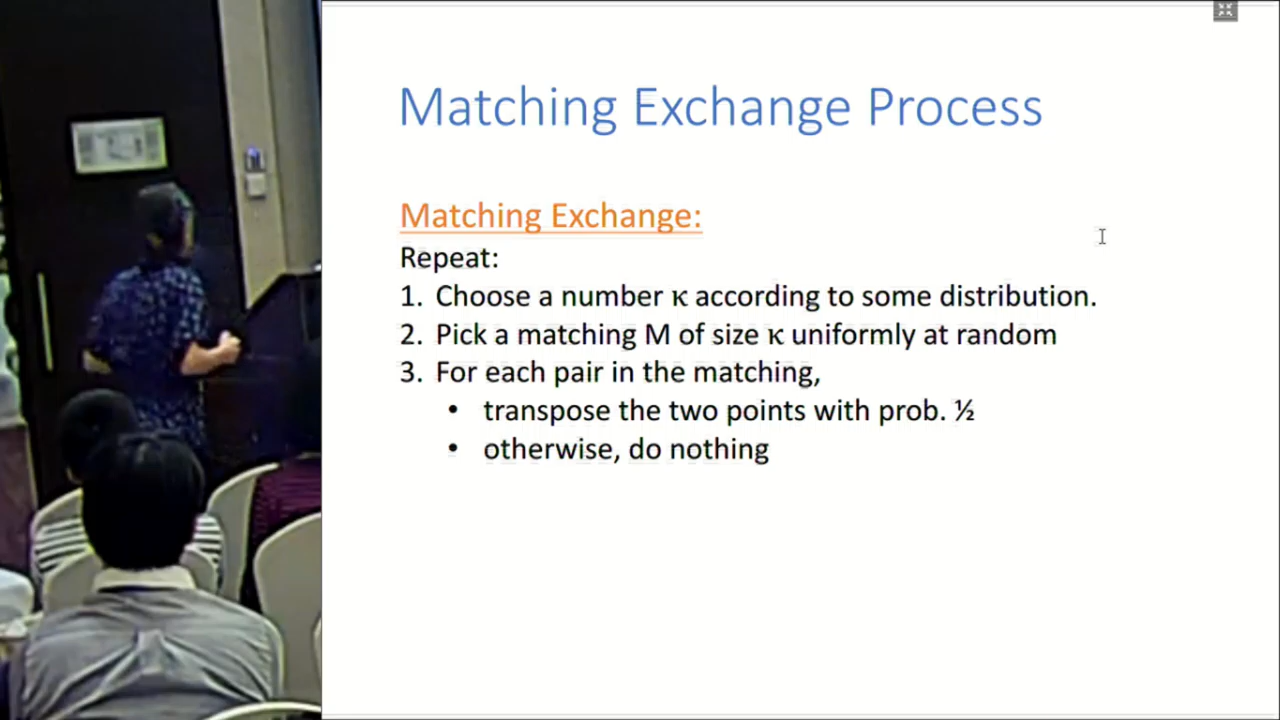 Matching Exchange Process
Matching Exchange:
Repeat:
1. Choose a number κ according to some distribution.
2. Pick a matching M of size κ uniformly at random
3. For each pair in the matching,
• transpose the two points with prob. ½
• otherwise, do nothing